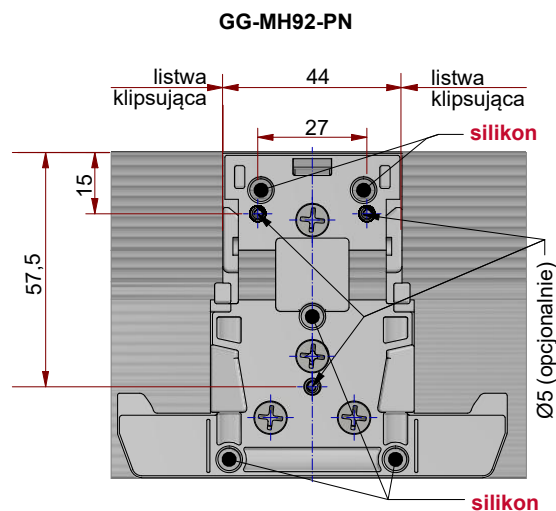 GG-MH92-PN
listwa
klipsująca
44
listwa
klipsująca
27
silikon
15
57,5
Ø5 (opcjonalnie)
silikon